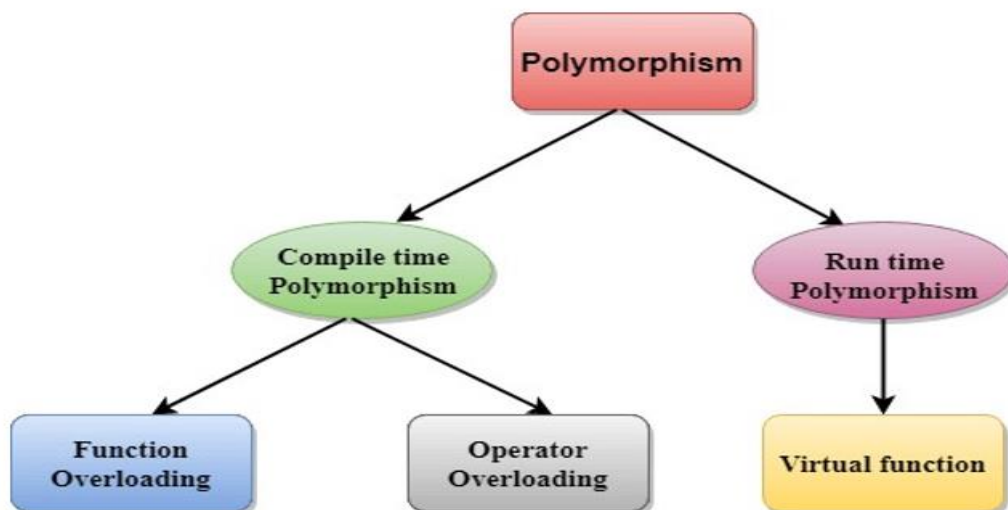 Polymorphism
Compile time
Polymorphism
Run time
Polymorphism
Function
Overloading
Operator
Overloading
Virtual function